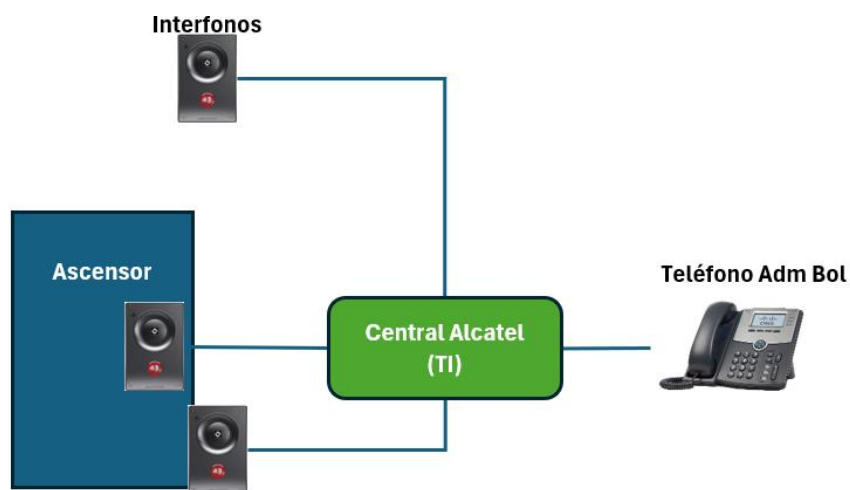 Interfonos
Ascensor
Teléfono Adm Bol
Central Alcatel
(TI)